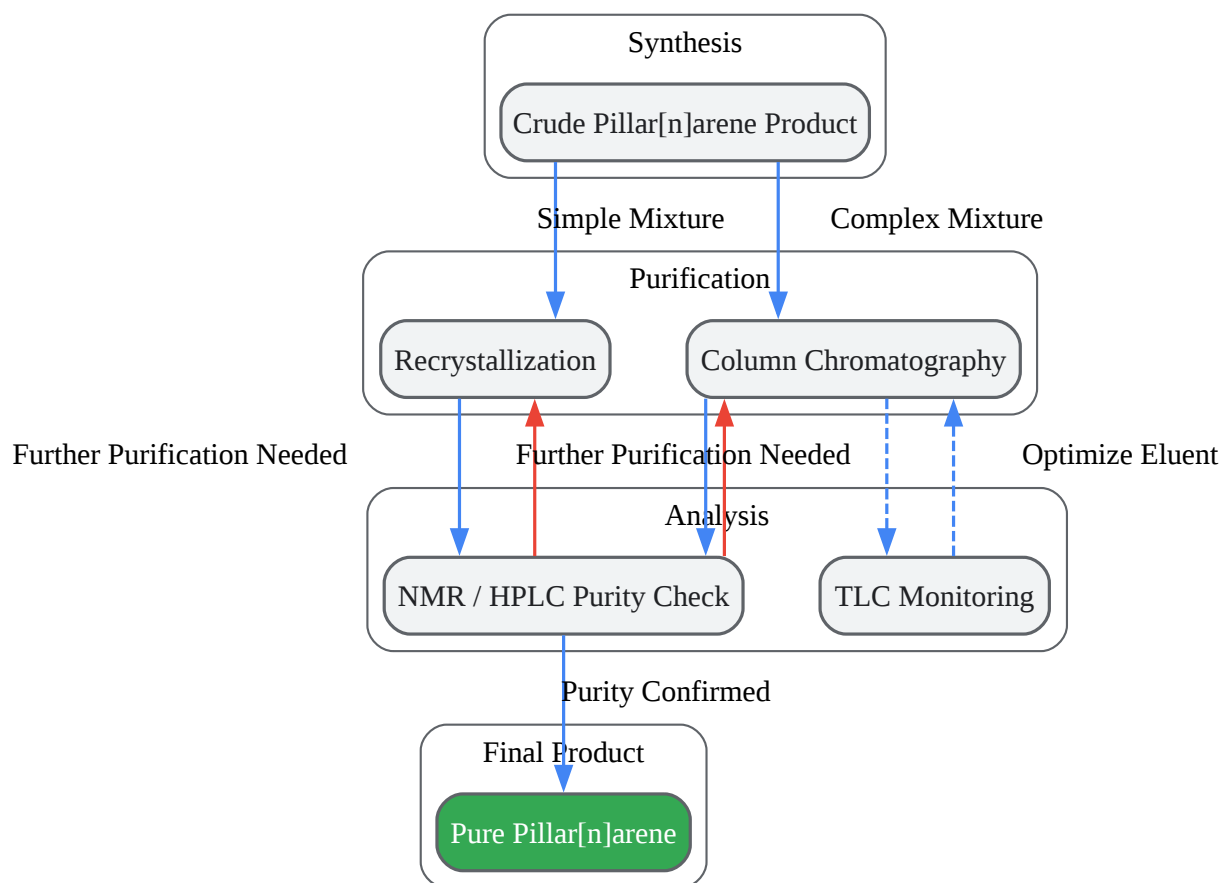 Synthesis
Crude Pillar[n]arene Product
Simple Mixture
Complex Mixture
Purification
Recrystallization
Column Chromatography
Further Purification Needed
Further Purification Needed
Optimize Eluent
Analysis
NMR / HPLC Purity Check
TLC Monitoring
Purity Confirmed
Final Product
Pure Pillar[n]arene